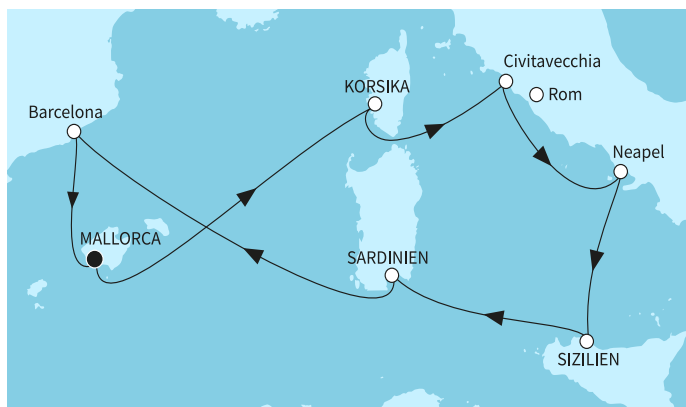 Civitavecchia
KORSIKA
Rom
Barcelona
Neapel
MALLORCA
SARDINIEN
SIZILIEN